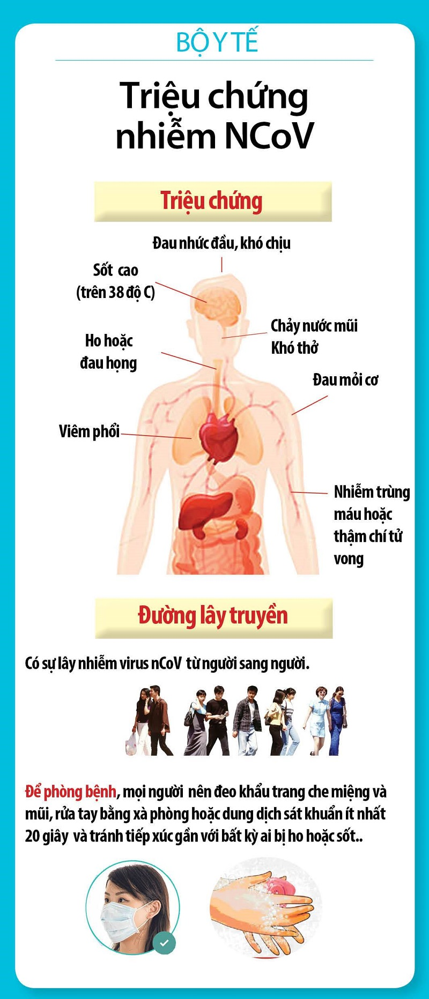 BỘ Y TẾ
Triệu chứng
nhiễm NCoV
Triệu chứng
Đau nhức đầu, khó chịu
Sốt cao
(trên 38 độ C)
Chảy nước mũi
Khó thở
Ho hoặc
đau họng
Đau mỏi cơ
Viêm phổi
Nhiễm trùng
máu hoặc
thậm chí tử
vong
Đường lây truyền
Có sự lây nhiễm virus nCoV từ người sang người.
Để phòng bệnh, mọi người nên đeo khẩu trang che miệng và
mũi, rửa tay bằng xà phòng hoặc dung dịch sát khuẩn ít nhất
20 giây và tránh tiếp xúc gần với bất kỳ ai bị ho hoặc sốt..